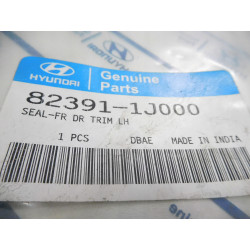 HYUNDAI
Genuine
Parts
82391-1J000
SEAL-FR DR TRIM LH
1 PCS DBAE MADE IN INDIA